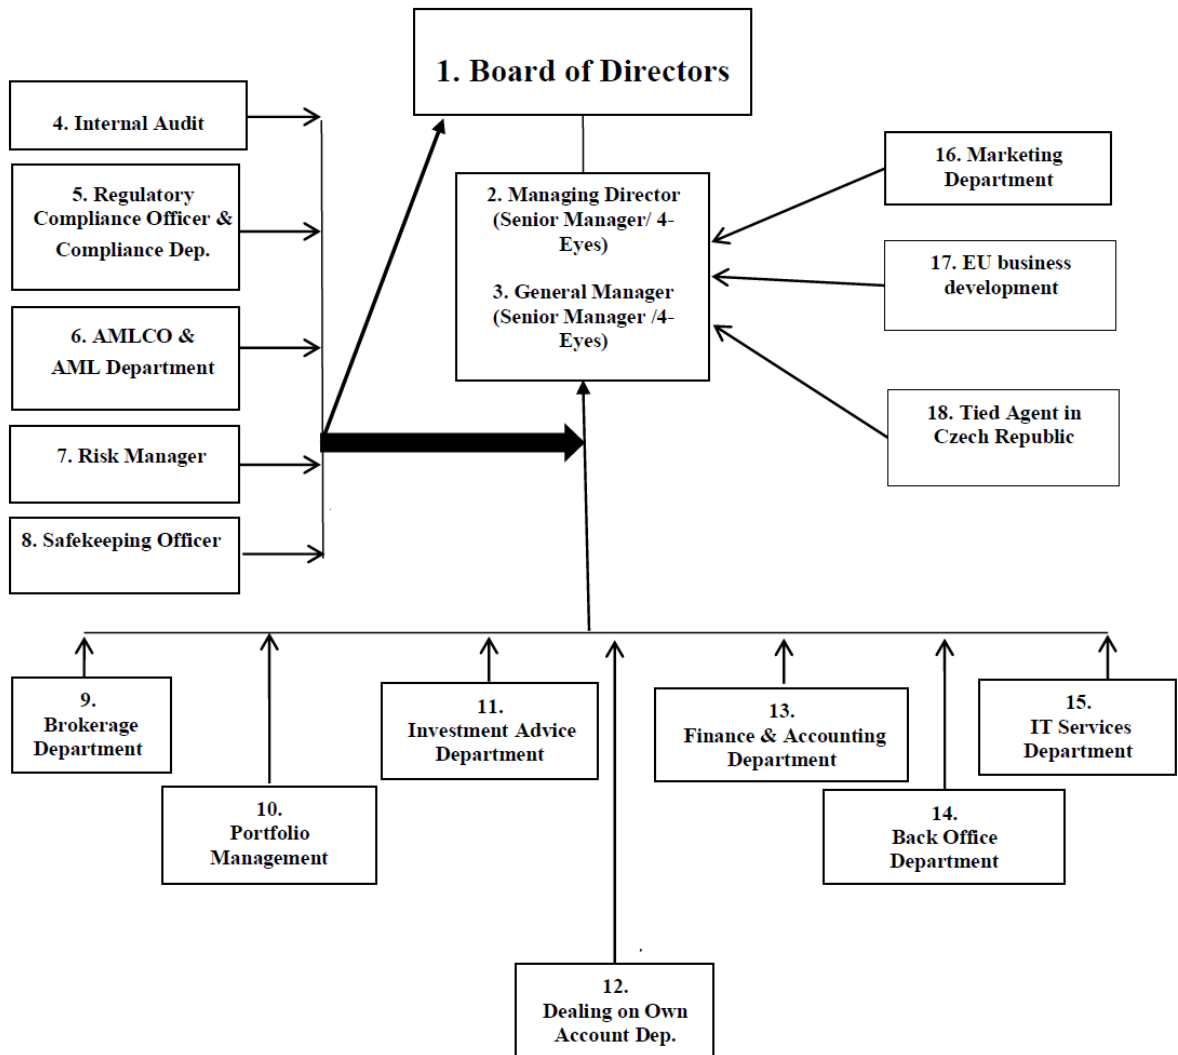 1. Board of Directors
4. Internal Audit
5. Regulatory
Compliance Officer &
Compliance Dep.
6. AMLCO &
AML Department
7. Risk Manager
8. Safekeeping Officer
2. Managing Director
(Senior Manager/ 4-
Eyes)
3. General Manager
(Senior Manager /4-
Eyes)
16. Marketing
Department
17. EU business
development
18. Tied Agent in
Czech Republic
9.
Brokerage
Department
10.
Portfolio
Management
11.
Investment Advice
Department
12.
Dealing on Own
Account Dep.
13.
Finance & Accounting
Department
14.
Back Office
Department
15.
IT Services
Department